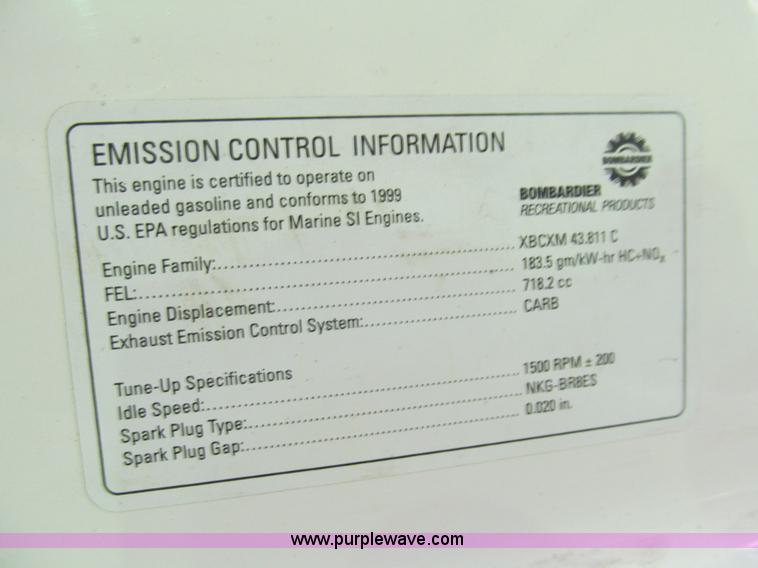 EMISSION CONTROL INFORMATION
This engine is certified to operate on
unleaded gasoline and conforms to 1999
U.S. EPA regulations for Marine SI Engines.
BOMBARDIER
BOMBARDIER
RECREATIONAL PRODUCTS
Engine Family: XBCXM 43.811 C
FEL: 183.5 gm/kW-hr HC+NOx
Engine Displacement: 718.2 cc
Exhaust Emission Control System: CARB
Tune-Up Specifications
Idle Speed: 1500 RPM ± 200
Spark Plug Type: NKG-BR8ES
Spark Plug Gap: 0.020 in.
www.purplewave.com